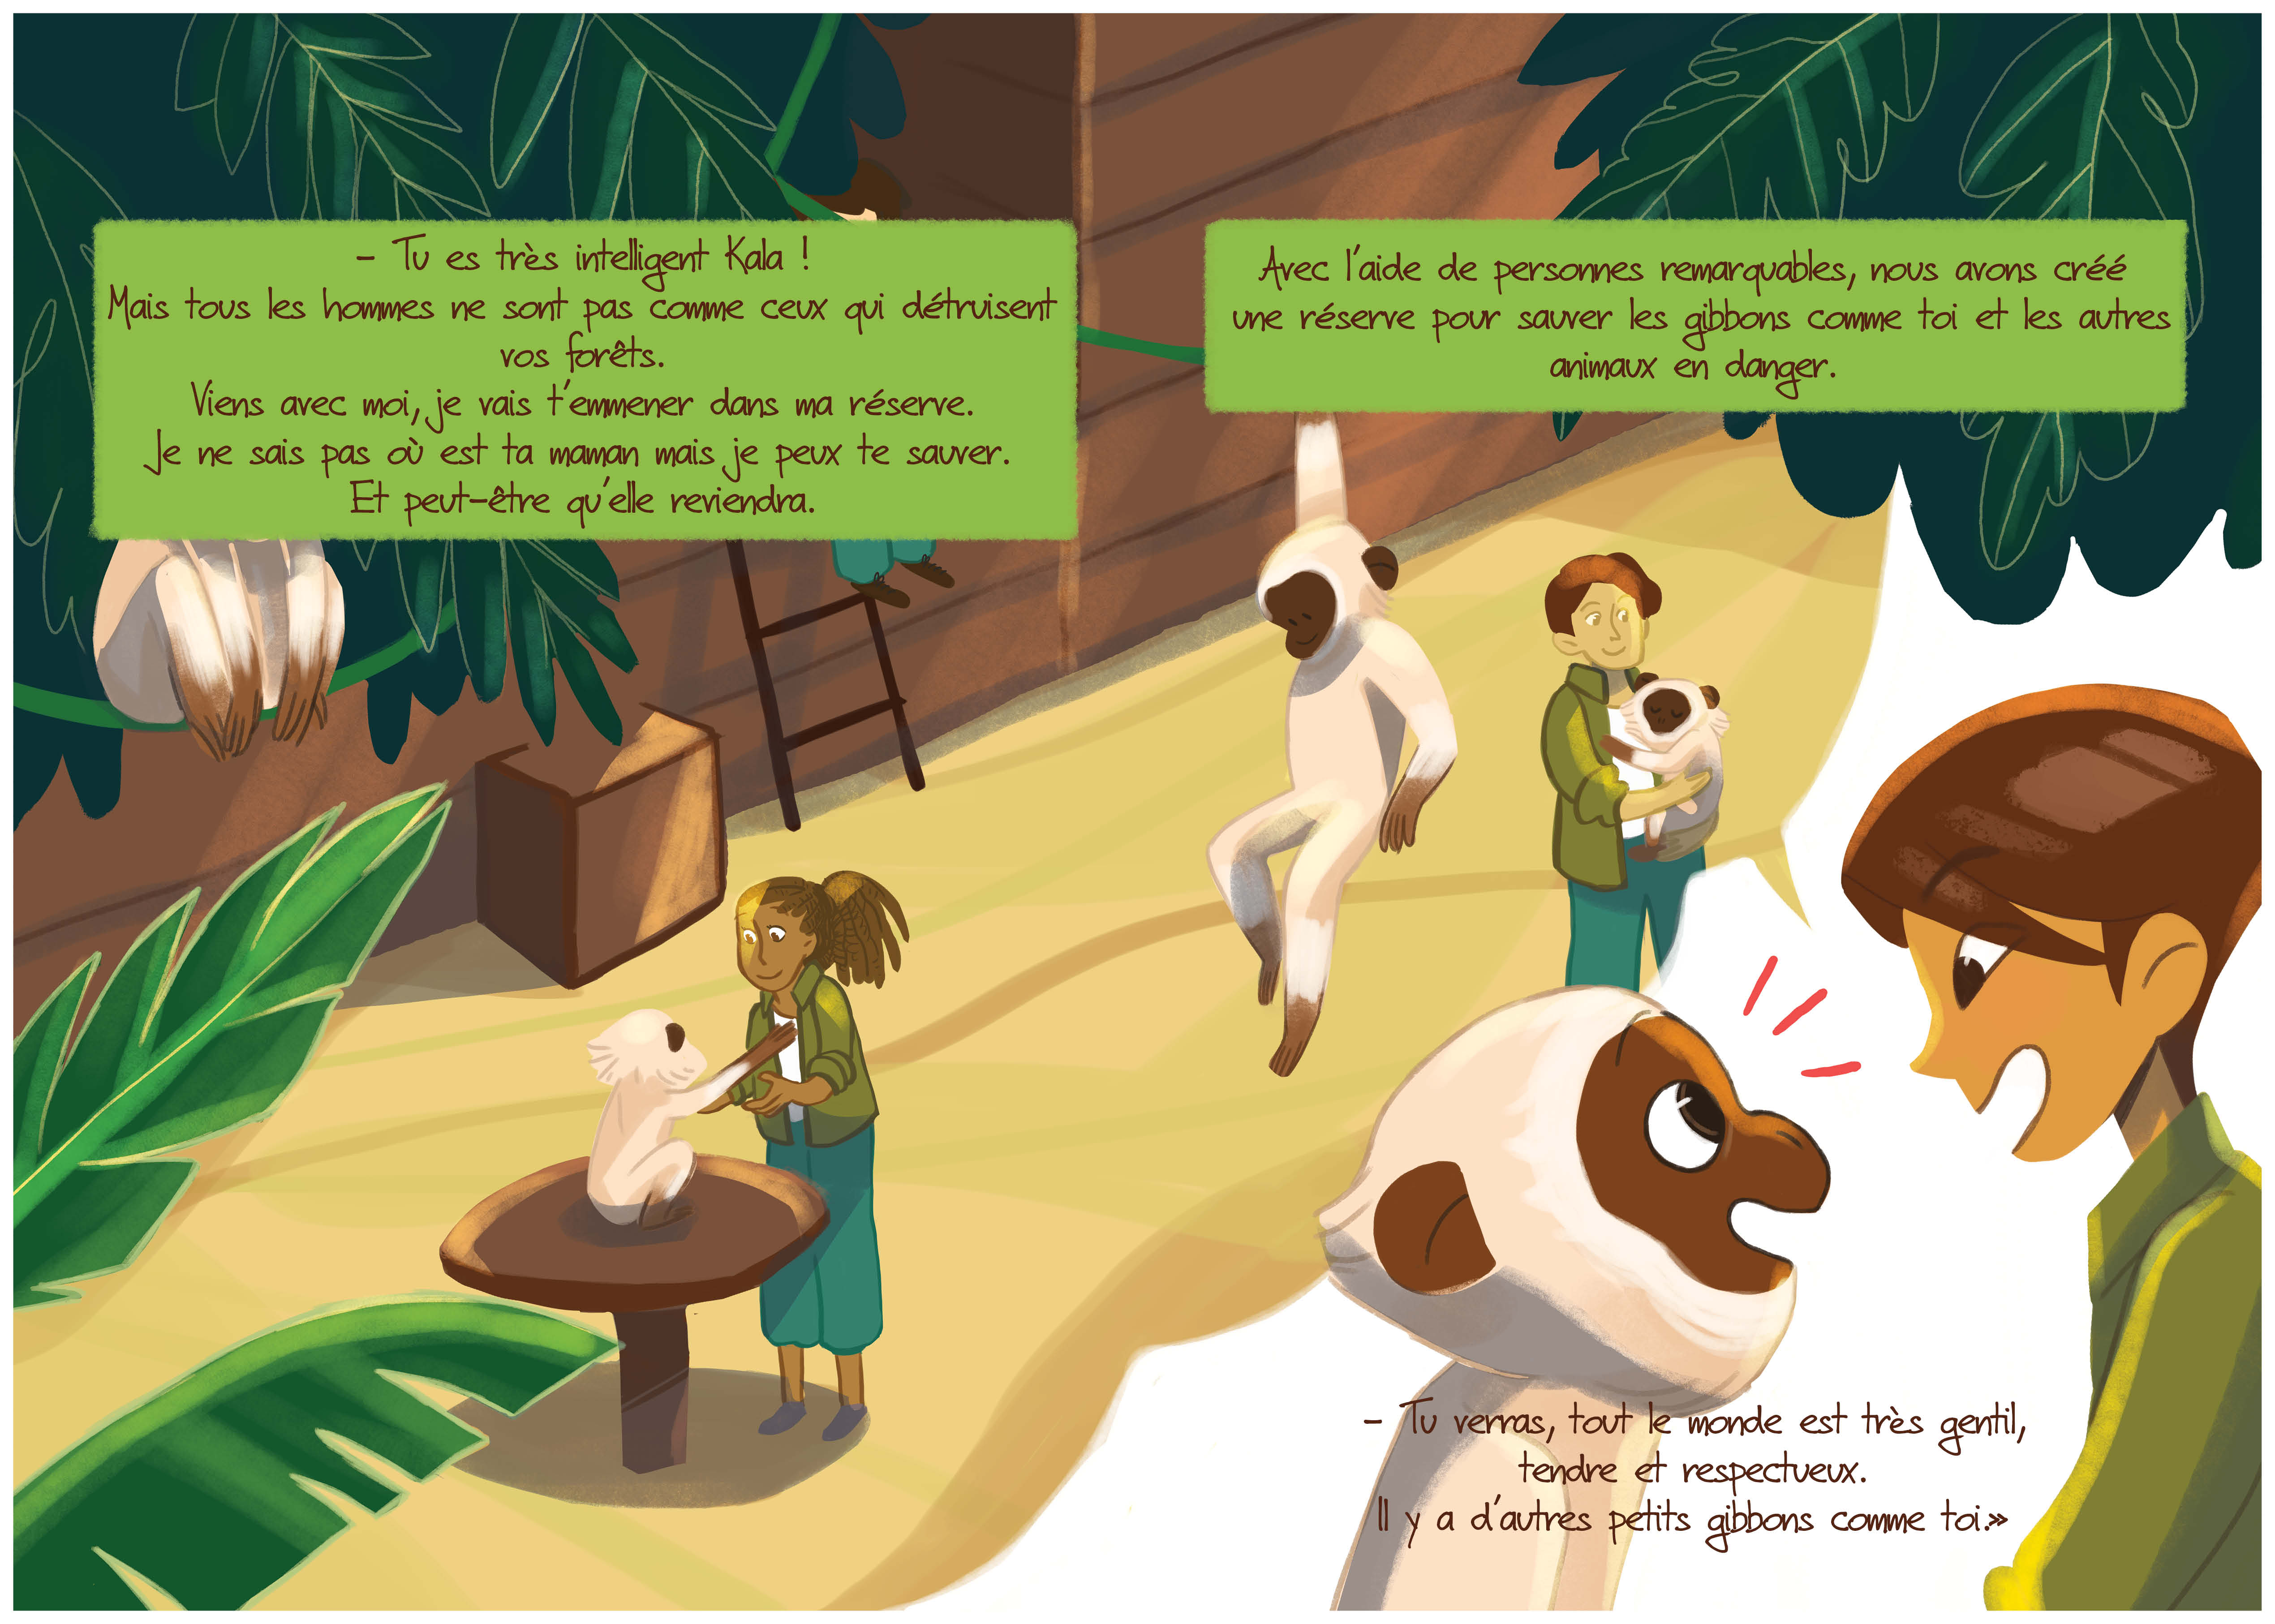 - Tu es très intelligent Kala !
Mais tous les hommes ne sont pas comme ceux qui détruisent
vos forêts.
Viens avec moi, je vais t'emmener dans ma réserve.
Je ne sais pas où est ta maman mais je peux te sauver.
Et peut-être qu'elle reviendra.
Avec l'aide de personnes remarquables, nous avons créé
une réserve pour sauver les gibbons comme toi et les autres
animaux en danger.
- Tu verras, tout le monde est très gentil,
tendre et respectueux.
Il y a d'autres petits gibbons comme toi.»